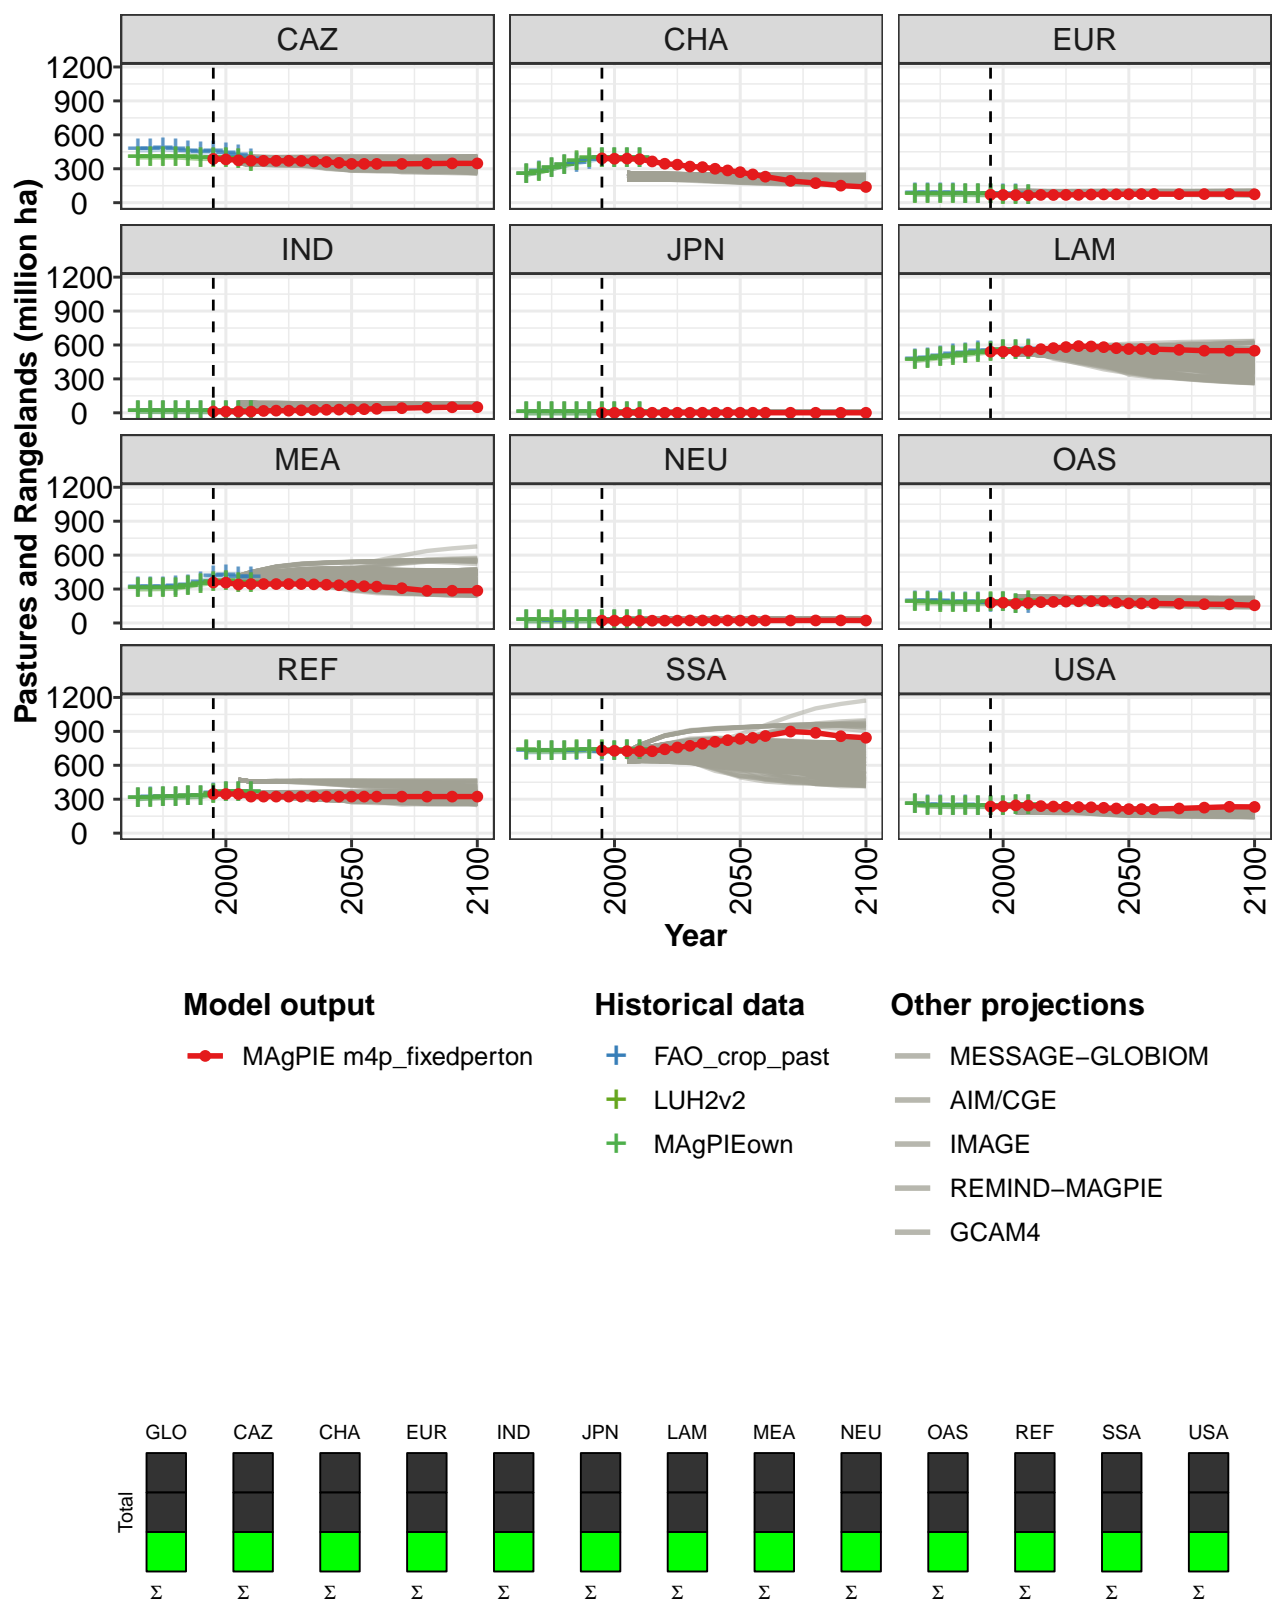 CAZ CHA EUR
1200
900
600
300
0
IND JPN LAM
1200
900
600
300
0
MEA NEU OAS
1200
900
600
300
0
REF SSA USA
1200
900
600
300
0
Pastures and Rangelands (million ha)
2000 2050 2100 2000 2050 2100 2000 2050 2100
Year
Model output
MAgPIE m4p_fixedperton
Historical data
FAO_crop_past
LUH2v2
MAgPIEown
Other projections
MESSAGE−GLOBIOM
AIM/CGE
IMAGE
REMIND−MAGPIE
GCAM4
GLO CAZ CHA EUR IND JPN LAM MEA NEU OAS REF SSA USA
Total
Σ Σ Σ Σ Σ Σ Σ Σ Σ Σ Σ Σ Σ